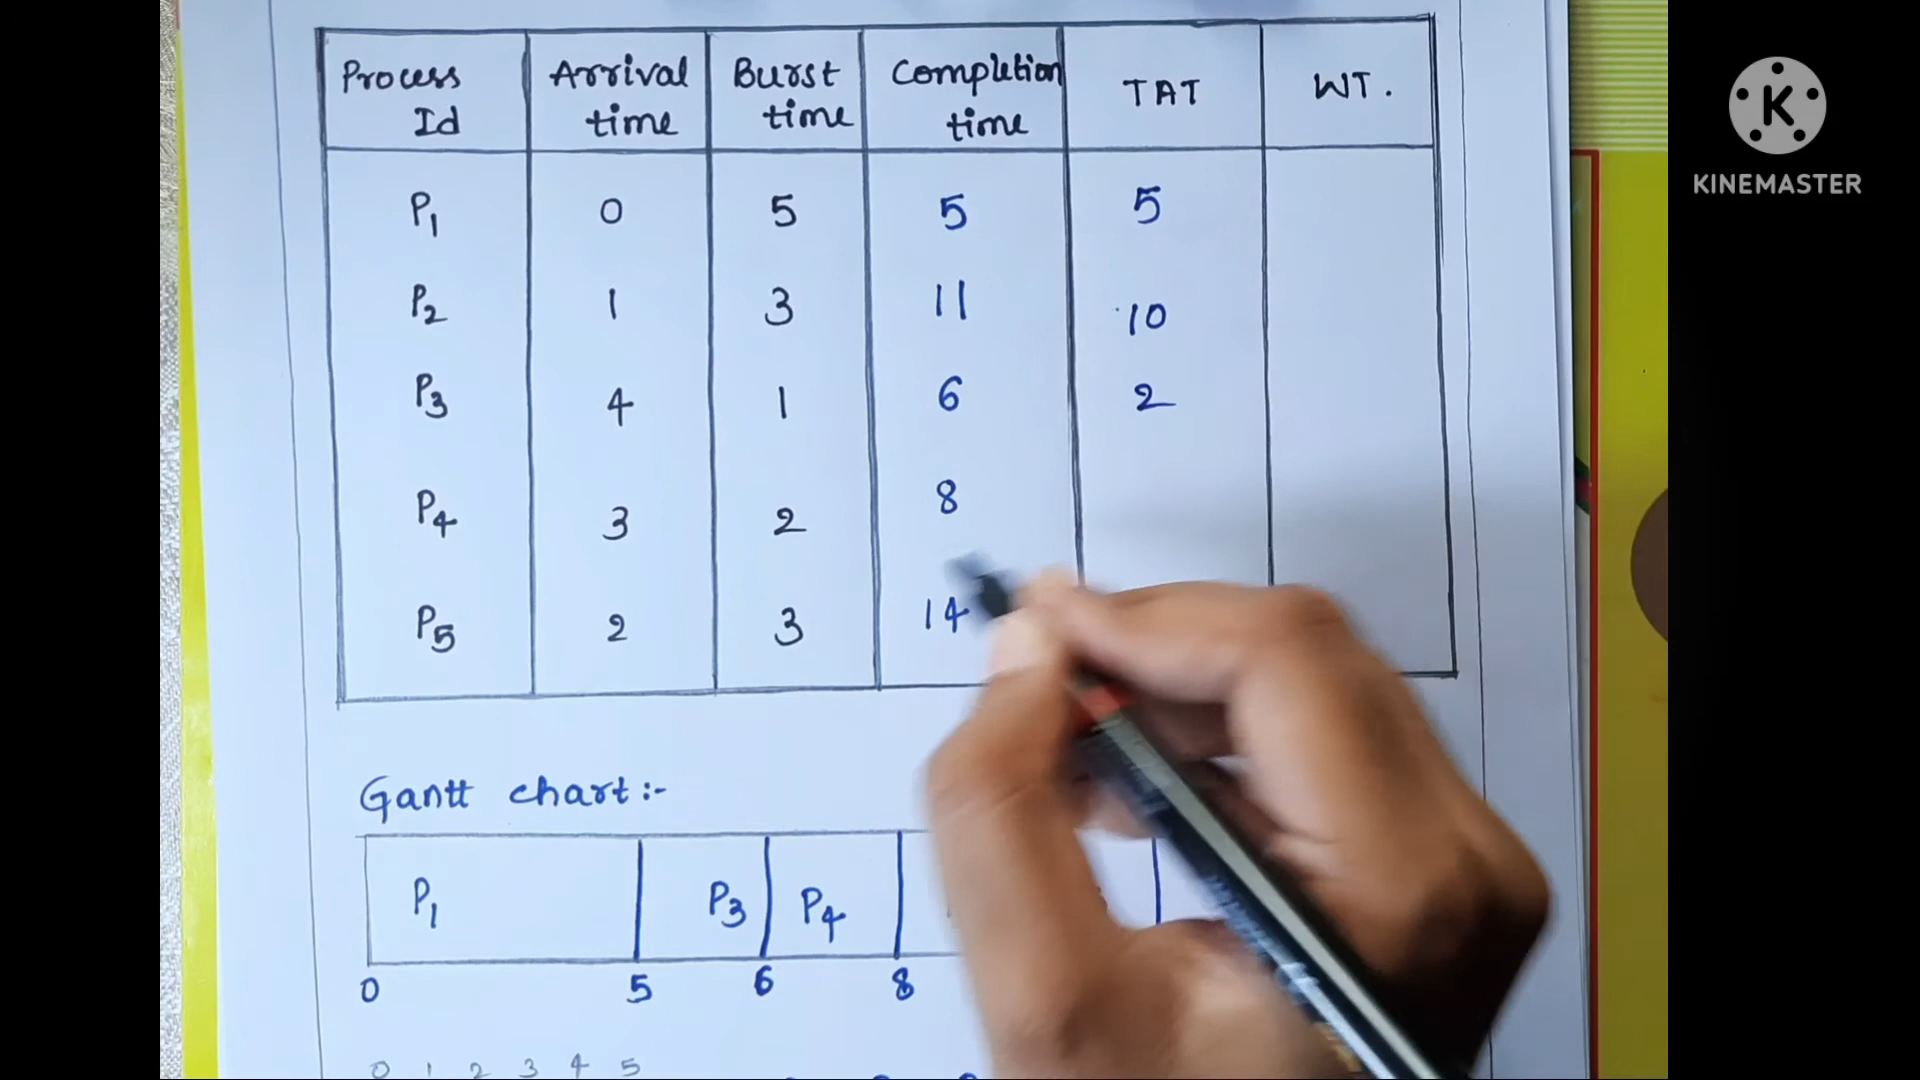 Process Id
Arrival time
Burst time
Completion time
TAT
WT.
P1 0 5 5 5
P2 1 3 11 10
P3 4 1 6 2
P4 3 2 8
P5 2 3 14
Gantt chart:-
P1 P3 P4
0 5 6 8
0 1 2 3 4 5
K
KINEMASTER